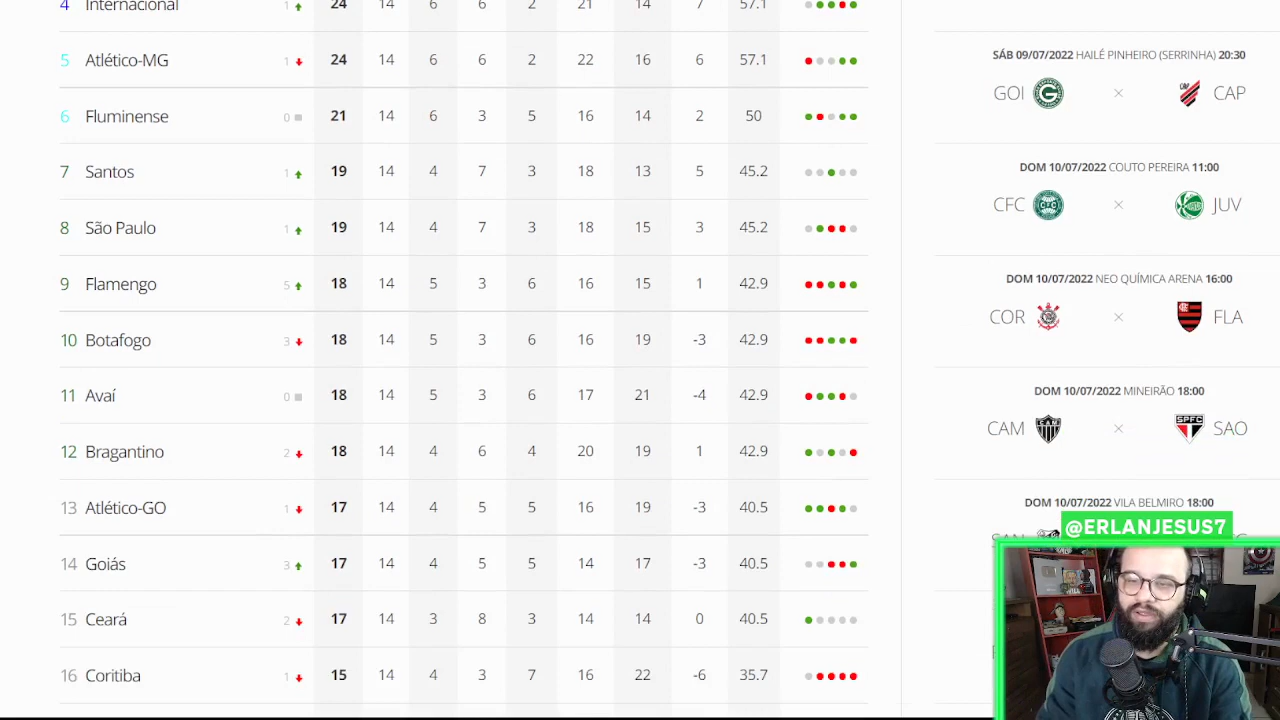 4 Internacional 1 24 14 6 6 2 21 14 7 57.1
5 Atlético-MG 1 24 14 6 6 2 22 16 6 57.1
6 Fluminense 0 21 14 6 3 5 16 14 2 50
7 Santos 1 19 14 4 7 3 18 13 5 45.2
8 São Paulo 1 19 14 4 7 3 18 15 3 45.2
9 Flamengo 5 18 14 5 3 6 16 15 1 42.9
10 Botafogo 3 18 14 5 3 6 16 19 -3 42.9
11 Avaí 0 18 14 5 3 6 17 21 -4 42.9
12 Bragantino 2 18 14 4 6 4 20 19 1 42.9
13 Atlético-GO 1 17 14 4 5 5 16 19 -3 40.5
14 Goiás 3 17 14 4 5 5 14 17 -3 40.5
15 Ceará 2 17 14 3 8 3 14 14 0 40.5
16 Coritiba 1 15 14 4 3 7 16 22 -6 35.7
SÁB 09/07/2022 HAILÉ PINHEIRO (SERRINHA) 20:30
GOI × CAP
DOM 10/07/2022 COUTO PEREIRA 11:00
CFC × JUV
DOM 10/07/2022 NEO QUÍMICA ARENA 16:00
COR × FLA
DOM 10/07/2022 MINEIRÃO 18:00
CAM × SPFC SAO
DOM 10/07/2022 VILA BELMIRO 18:00
@ERLANJESUS7